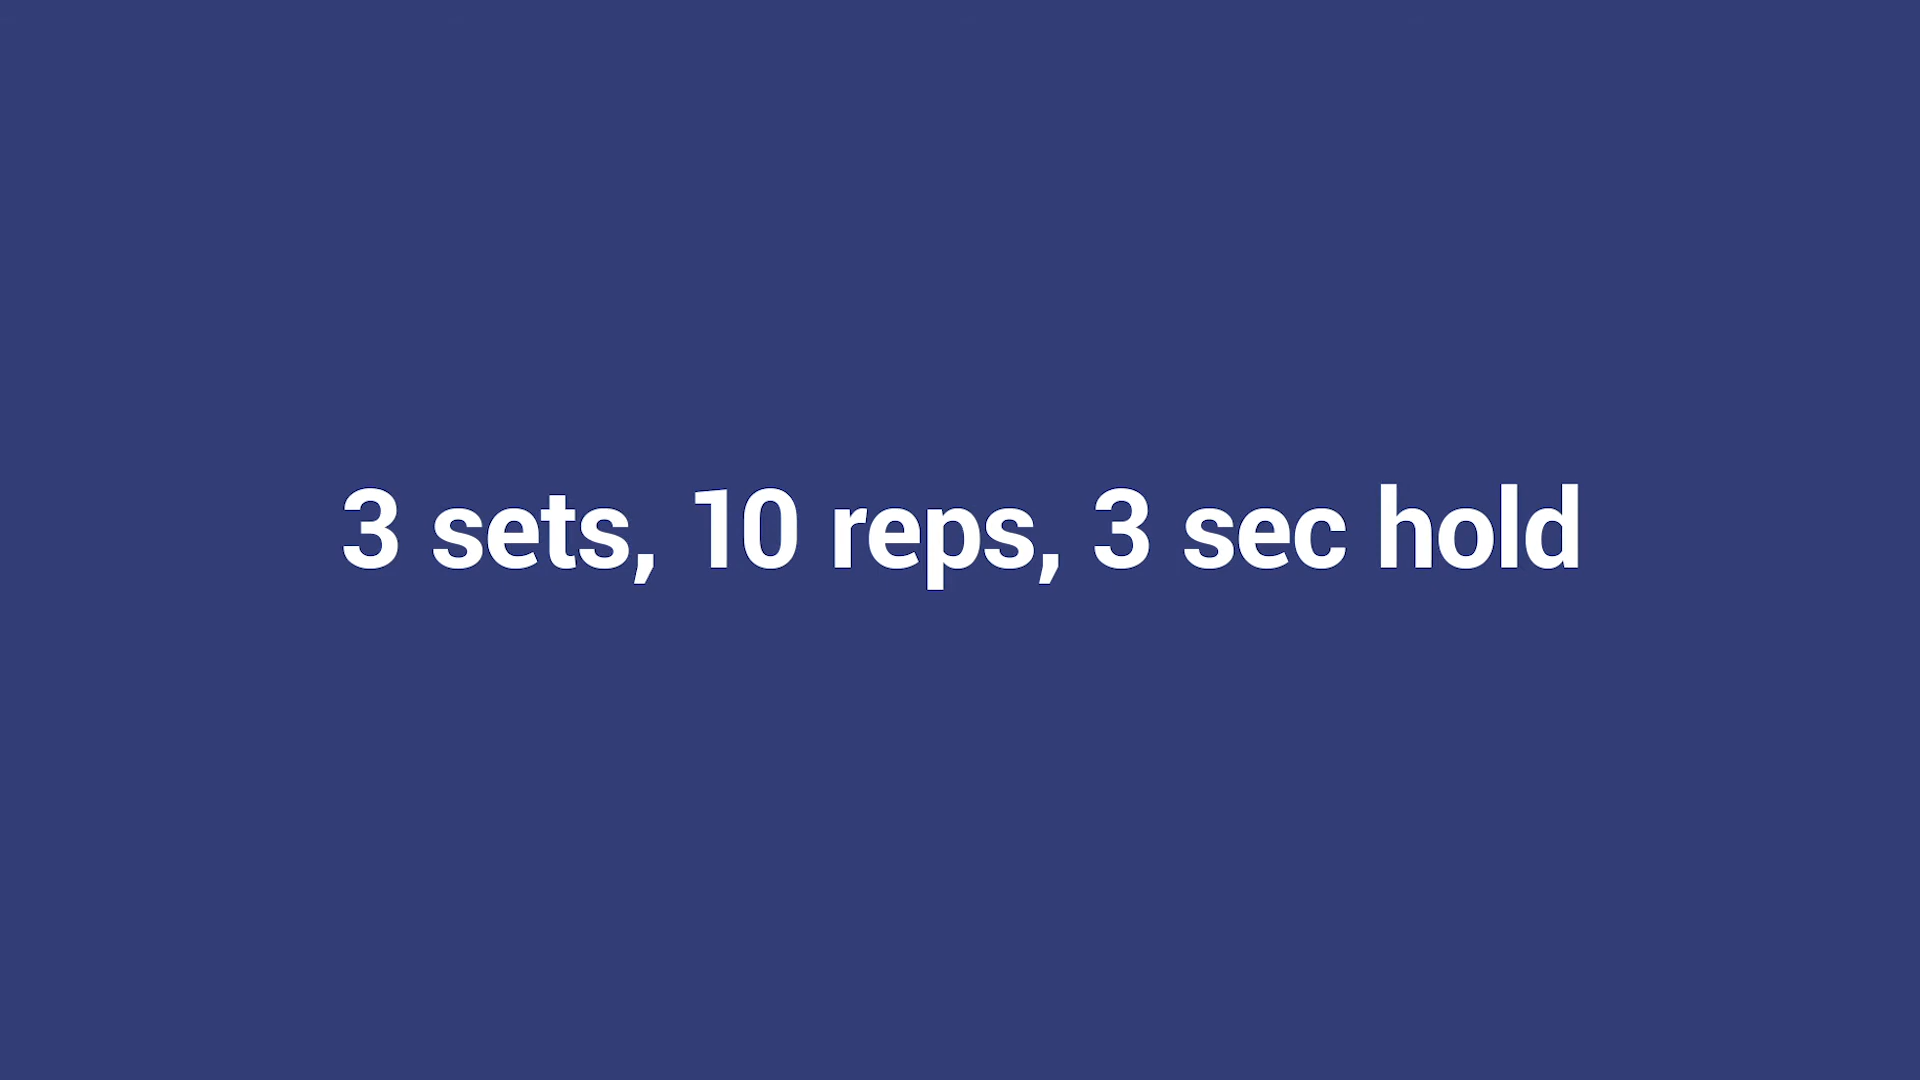 3 sets, 10 reps, 3 sec hold